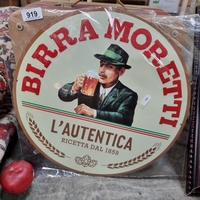 919
BIRRA MORETTI
L'AUTENTICA
RICETTA DAL 1859